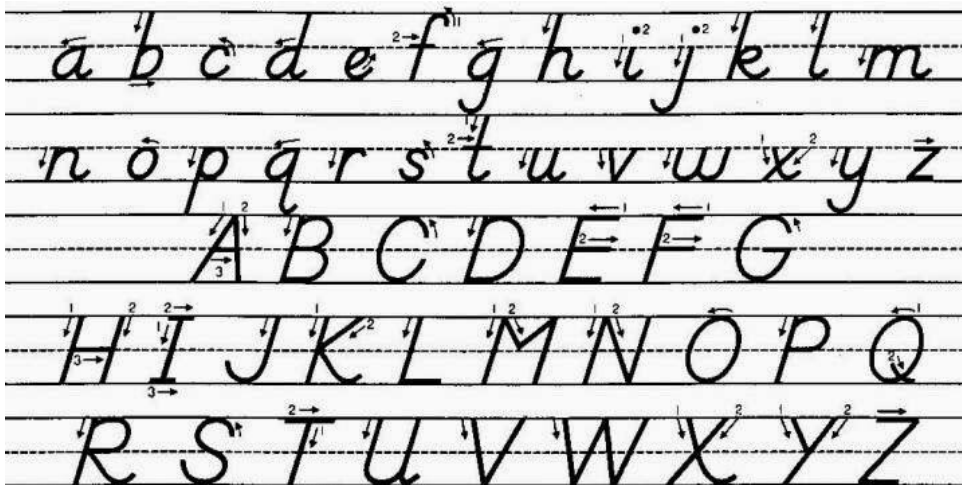 a b c d e f g h i j k l m
n o p q r s t u v w x y z
A B C D E F G
H I J K L M N O P Q
R S T U V W X Y Z